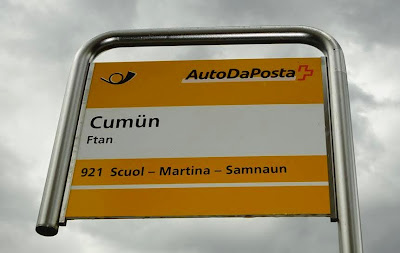 AutoDaPosta
Cumün
Ftan
921 Scuol – Martina – Samnaun